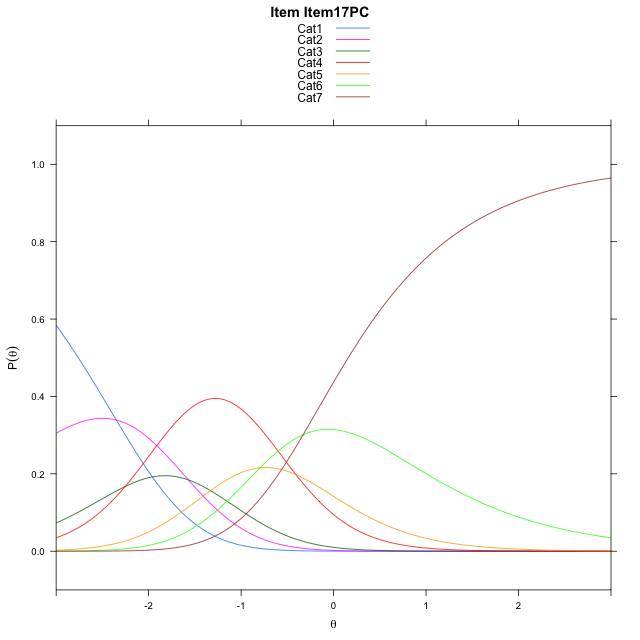 Item Item17PC
Cat1
Cat2
Cat3
Cat4
Cat5
Cat6
Cat7
1.0
0.8
0.6
0.4
0.2
0.0
P(θ)
-2 -1 0 1 2
θ